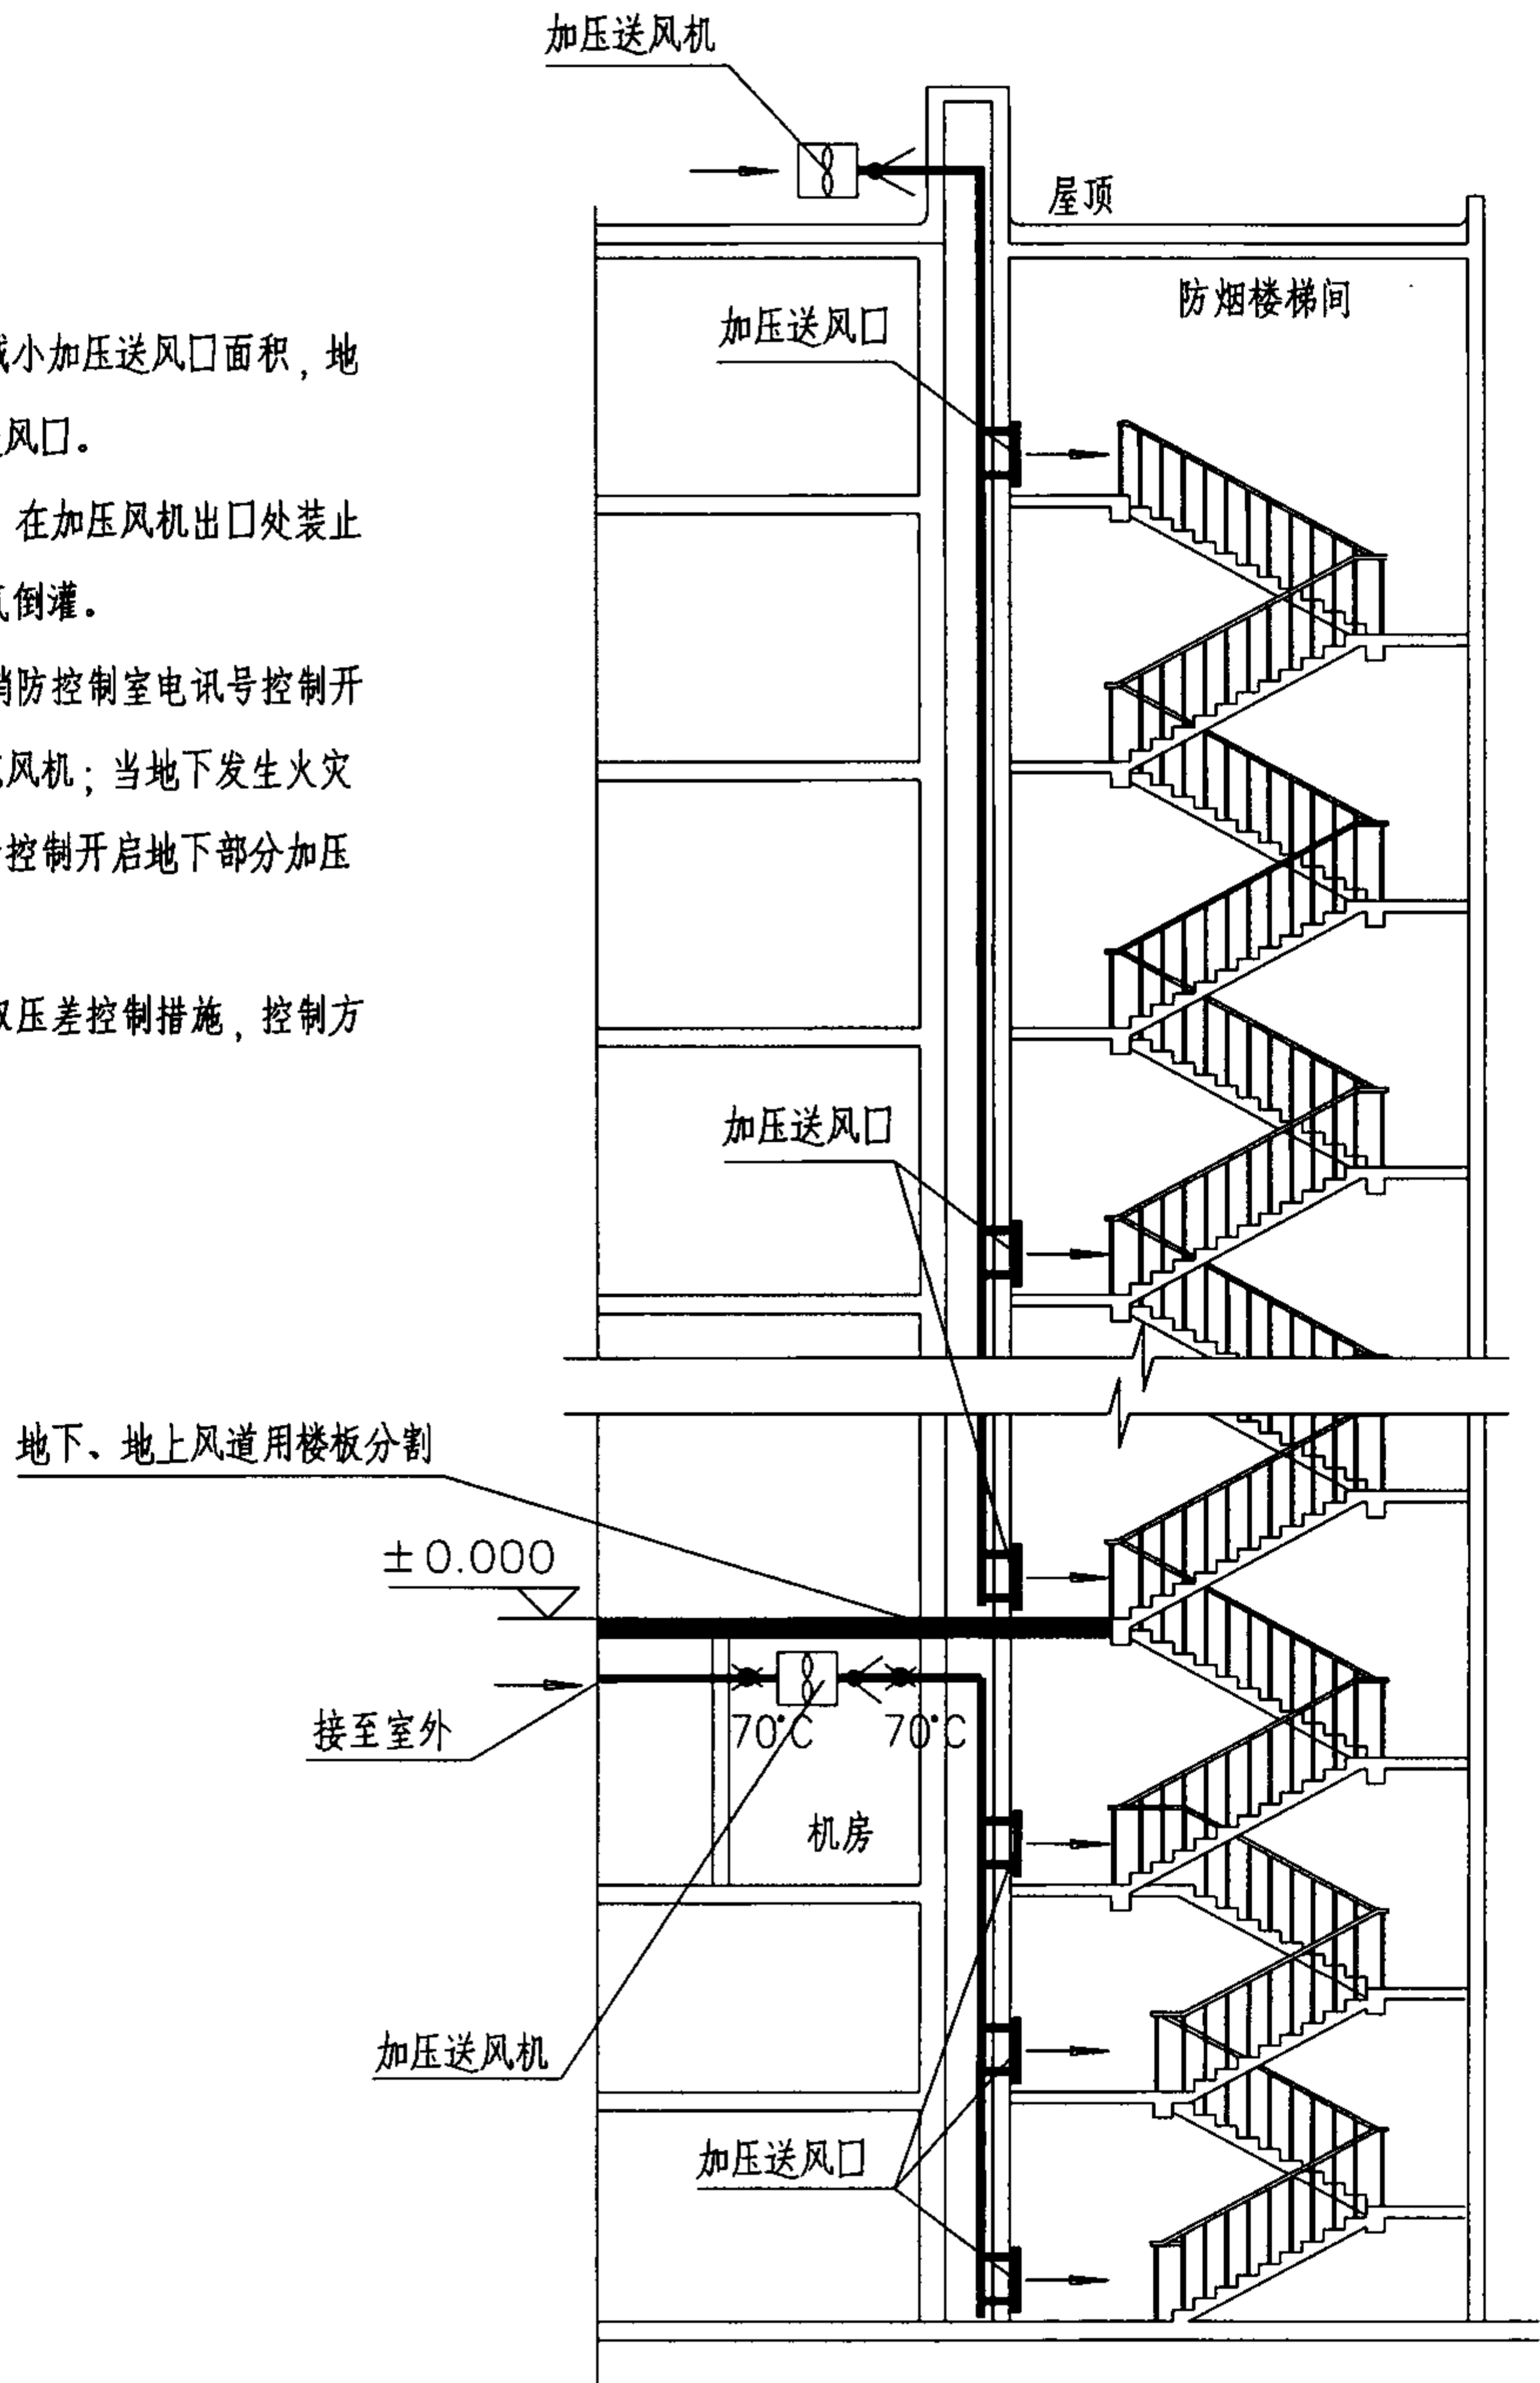 加压送风机
屋顶
防烟楼梯间
加压送风口
减小加压送风口面积，地
风口。
在加压风机出口处装止
倒灌。
消防控制室电讯号控制开
风机；当地下发生火灾
控制开启地下部分加压
压差控制措施，控制方
加压送风口
地下、地上风道用楼板分割
±0.000
接至室外
70°C
70°C
机房
加压送风机
加压送风口